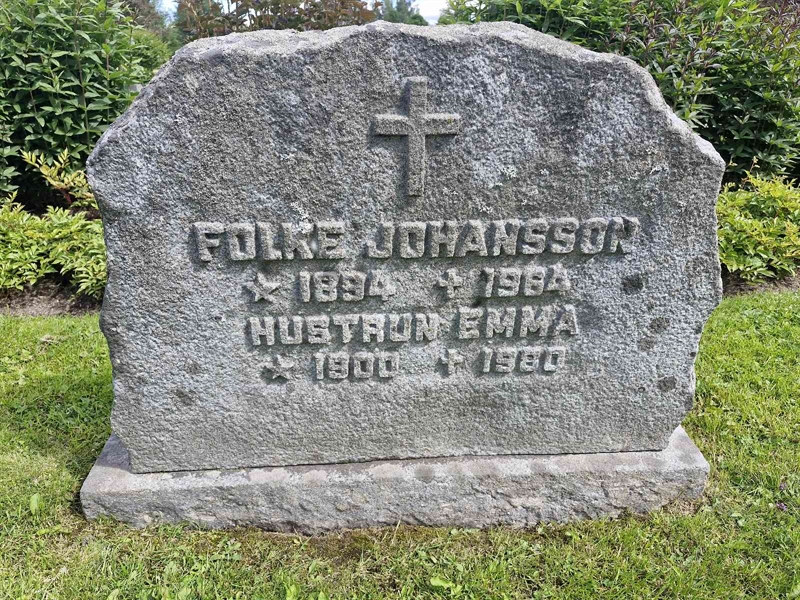 FOLKE JOHANSSON
☆ 1894 ✝ 1984
HUSTRUN EMMA
☆ 1900 ✝ 1980